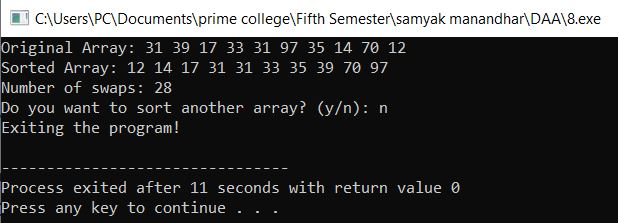 C:\Users\PC\Documents\prime college\Fifth Semester\samyak manandhar\DAA\8.exe
Original Array: 31 39 17 33 31 97 35 14 70 12
Sorted Array: 12 14 17 31 31 33 35 39 70 97
Number of swaps: 28
Do you want to sort another array? (y/n): n
Exiting the program!
--------------------------------
Process exited after 11 seconds with return value 0
Press any key to continue . . .